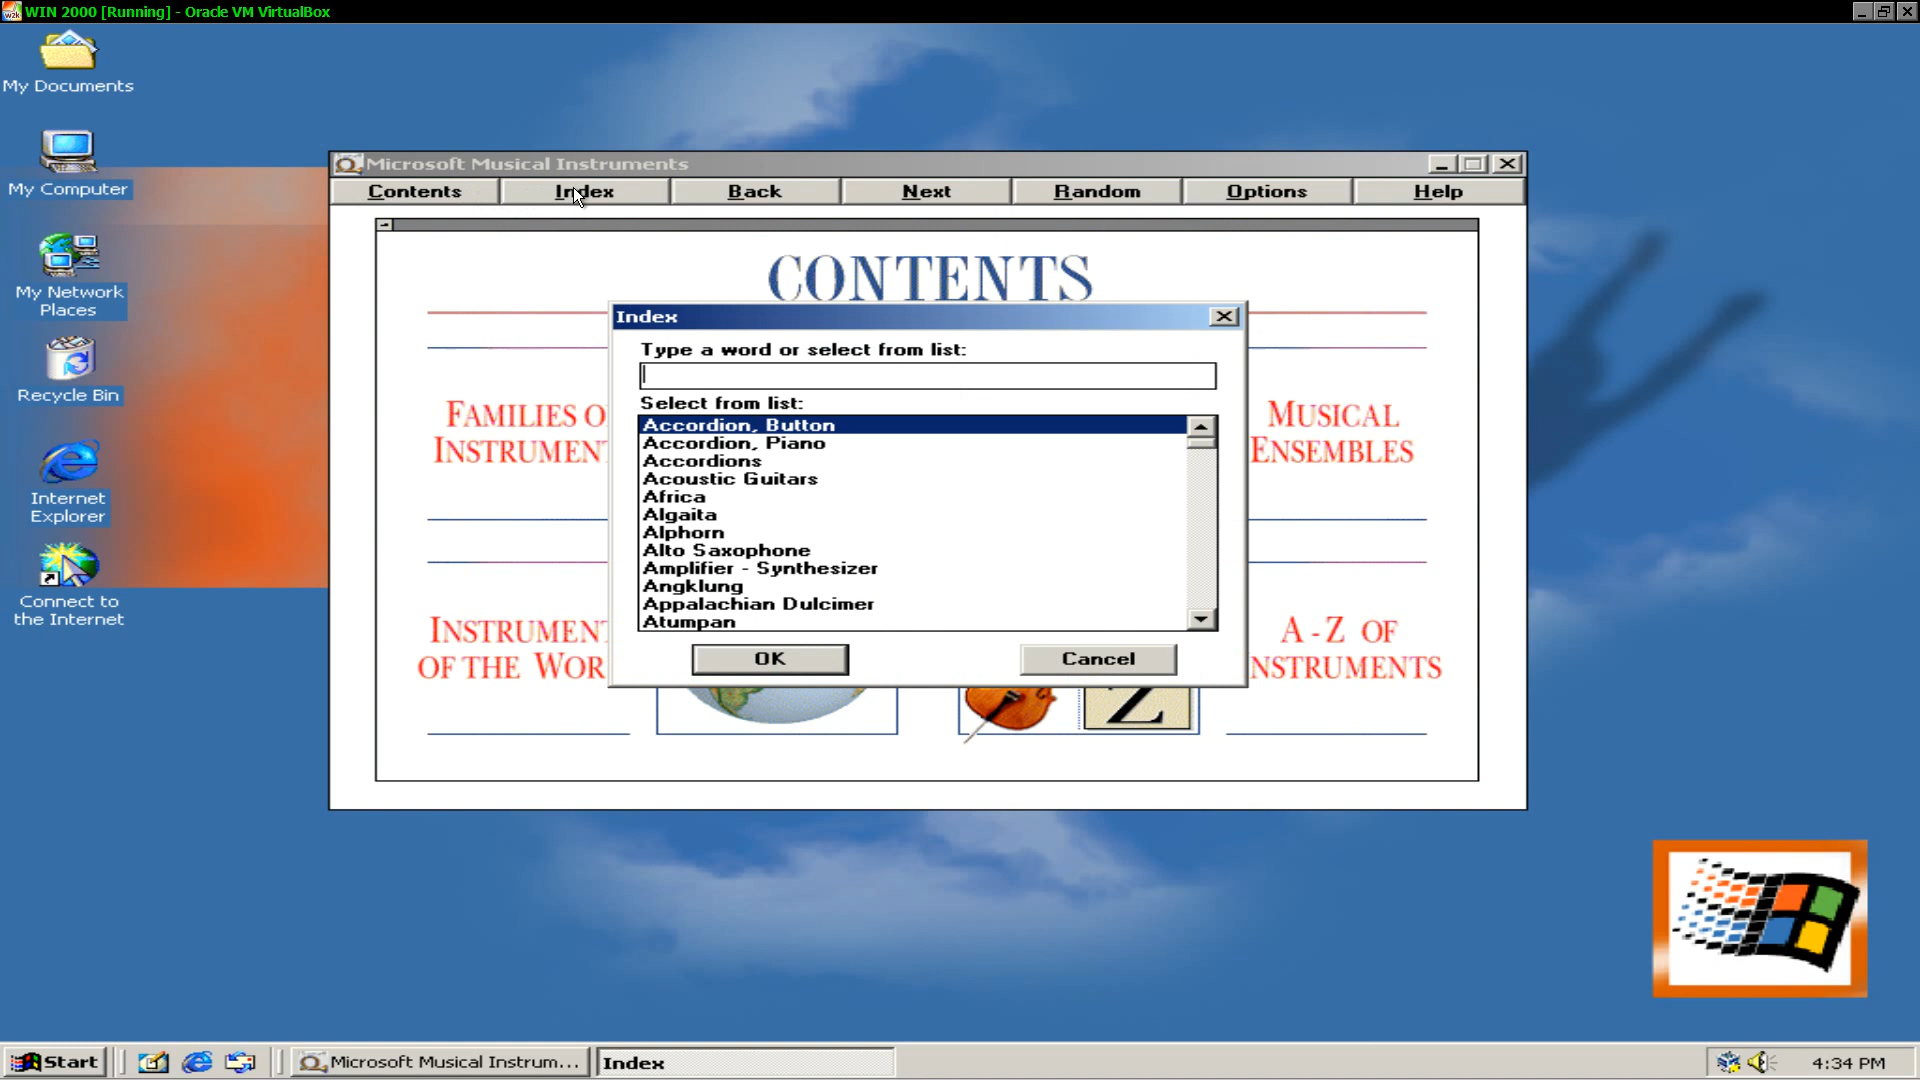 WIN 2000 [Running] - Oracle VM VirtualBox
My Documents
My Computer
My Network
Places
Recycle Bin
Internet
Explorer
Connect to
the Internet
Microsoft Musical Instruments
Contents Index Back Next Random Options Help
CONTENTS
FAMILIES O
INSTRUMENT
MUSICAL
ENSEMBLES
INSTRUMENT
OF THE WOR
A - Z OF
NSTRUMENTS
Z
Index
Type a word or select from list:
Select from list:
Accordion, Button
Accordion, Piano
Accordions
Acoustic Guitars
Africa
Algaita
Alphorn
Alto Saxophone
Amplifier - Synthesizer
Angklung
Appalachian Dulcimer
Atumpan
OK Cancel
Start Microsoft Musical Instrum... Index 4:34 PM